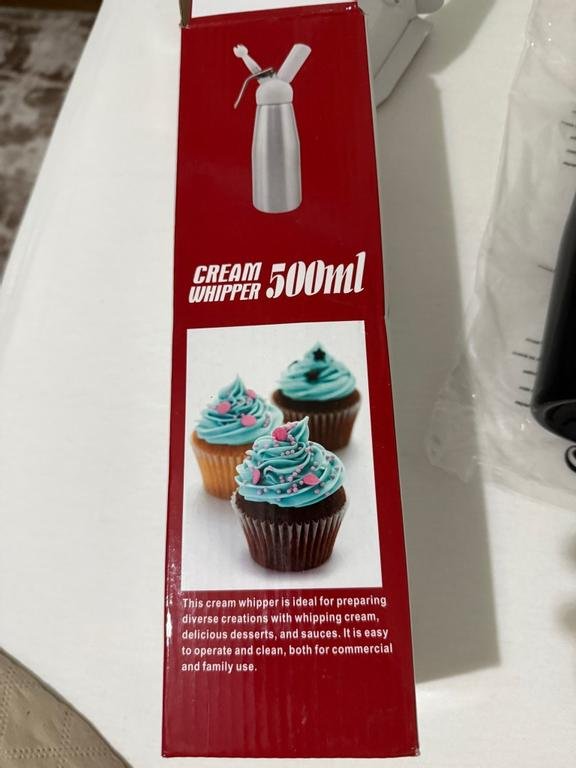 CREAM
WHIPPER 500ml
This cream whipper is ideal for preparing
diverse creations with whipping cream,
delicious desserts, and sauces. It is easy
to operate and clean, both for commercial
and family use.